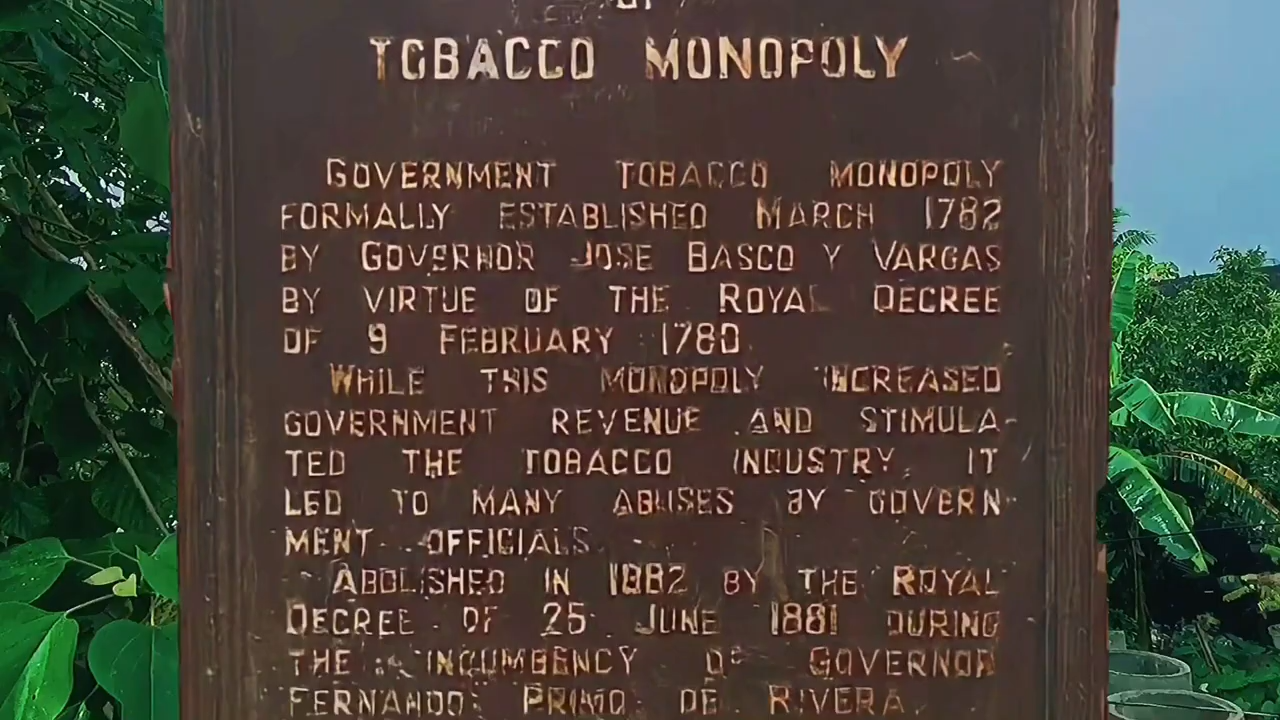 OF
TOBACCO MONOPOLY
GOVERNMENT TOBACCO MONOPOLY
FORMALLY ESTABLISHED MARCH 1782
BY GOVERNOR JOSE BASCO Y VARGAS
BY VIRTUE OF THE ROYAL DECREE
OF 9 FEBRUARY 1780.
WHILE THIS MONOPOLY INCREASED
GOVERNMENT REVENUE AND STIMULA-
TED THE TOBACCO INDUSTRY, IT
LED TO MANY ABUSES BY GOVERN-
MENT OFFICIALS.
ABOLISHED IN 1882 BY THE ROYAL
DECREE OF 25 JUNE 1881 DURING
THE INCUMBENCY OF GOVERNOR
FERNANDO PRIMO DE RIVERA.